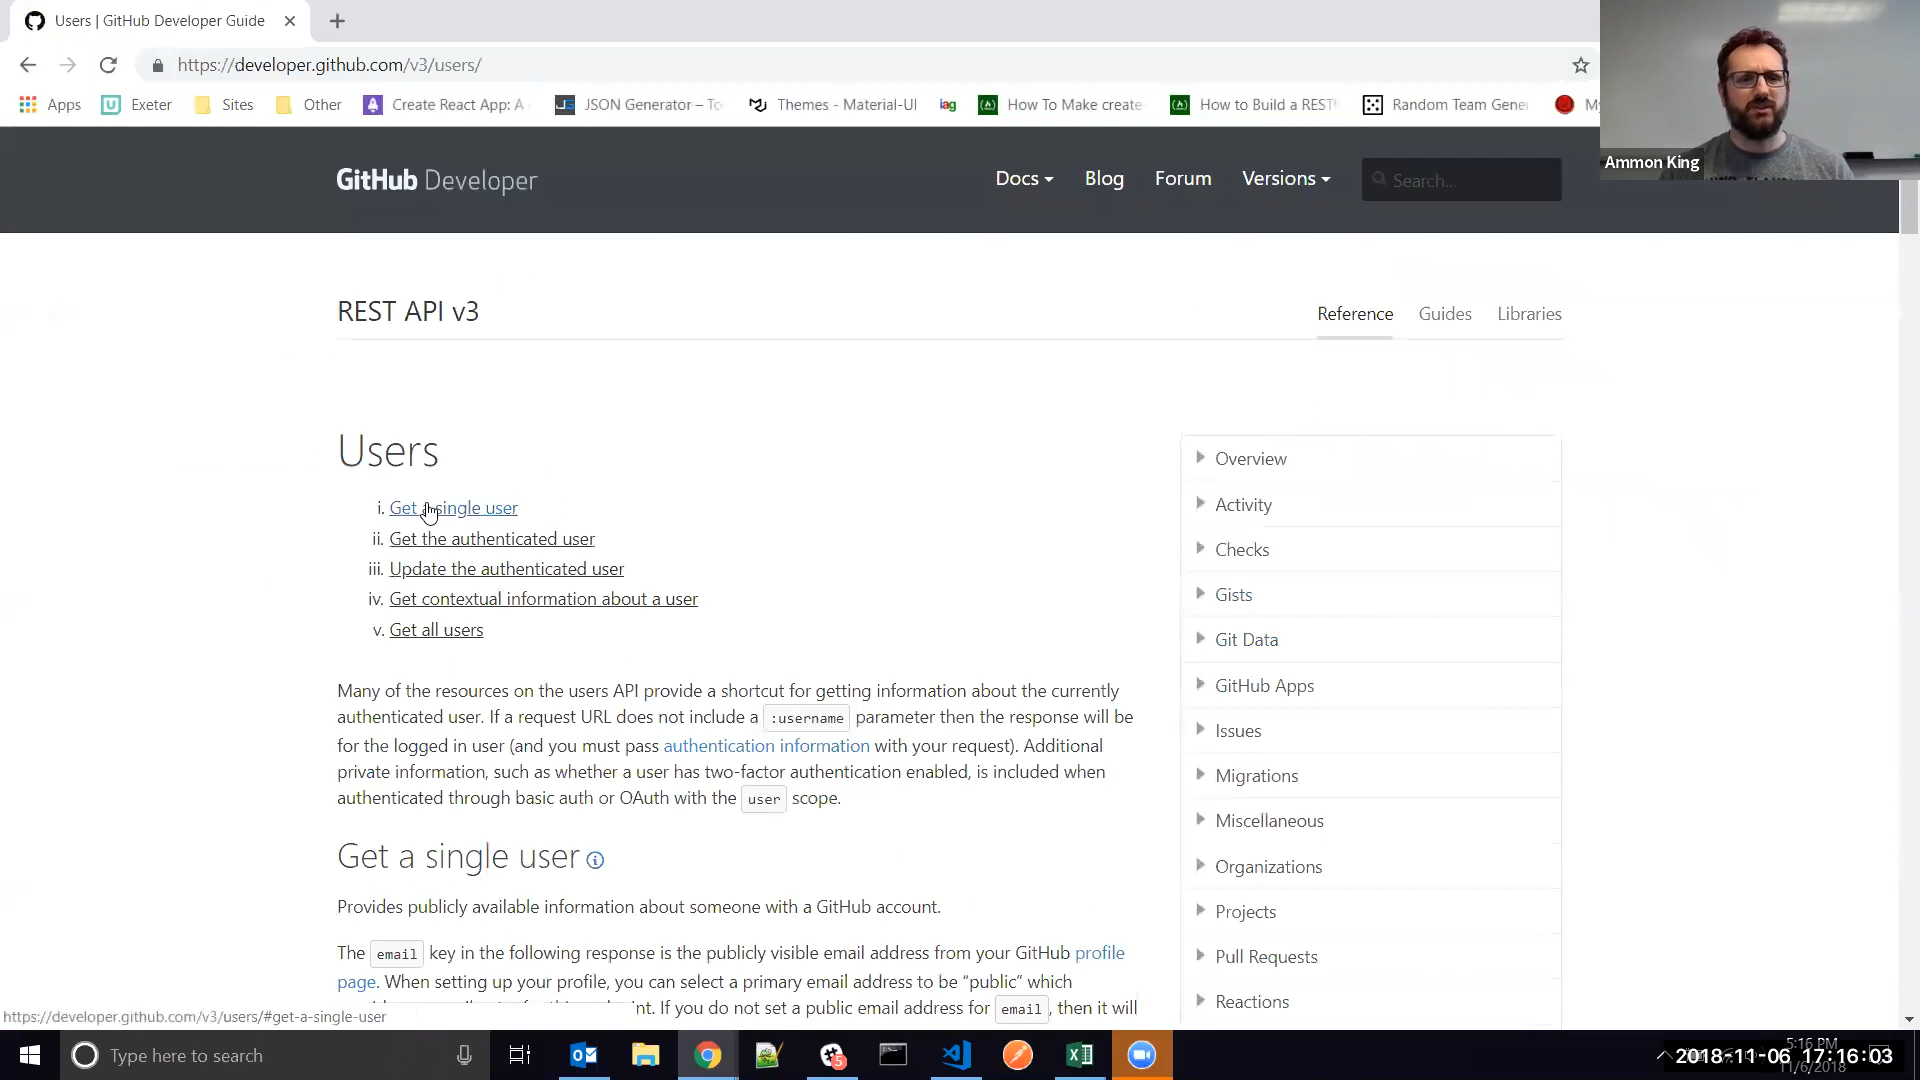 Users | GitHub Developer Guide
https://developer.github.com/v3/users/
Apps
Exeter
Sites
Other
Create React App: A
JSON Generator – To
Themes - Material-UI
iag
How To Make create-
How to Build a REST
Random Team Gene
My
Ammon King
GitHub Developer
Docs
Blog
Forum
Versions
Search...
REST API v3
Reference
Guides
Libraries
Users
i. Get a single user
ii. Get the authenticated user
iii. Update the authenticated user
iv. Get contextual information about a user
v. Get all users
Many of the resources on the users API provide a shortcut for getting information about the currently
authenticated user. If a request URL does not include a :username parameter then the response will be
for the logged in user (and you must pass authentication information with your request). Additional
private information, such as whether a user has two-factor authentication enabled, is included when
authenticated through basic auth or OAuth with the user scope.
Get a single user
Provides publicly available information about someone with a GitHub account.
The email key in the following response is the publicly visible email address from your GitHub profile
page. When setting up your profile, you can select a primary email address to be “public” which
nt. If you do not set a public email address for email, then it will
Overview
Activity
Checks
Gists
Git Data
GitHub Apps
Issues
Migrations
Miscellaneous
Organizations
Projects
Pull Requests
Reactions
https://developer.github.com/v3/users/#get-a-single-user
Type here to search
5
5:16 PM
2018-11-06 17:16:03
11/6/2018